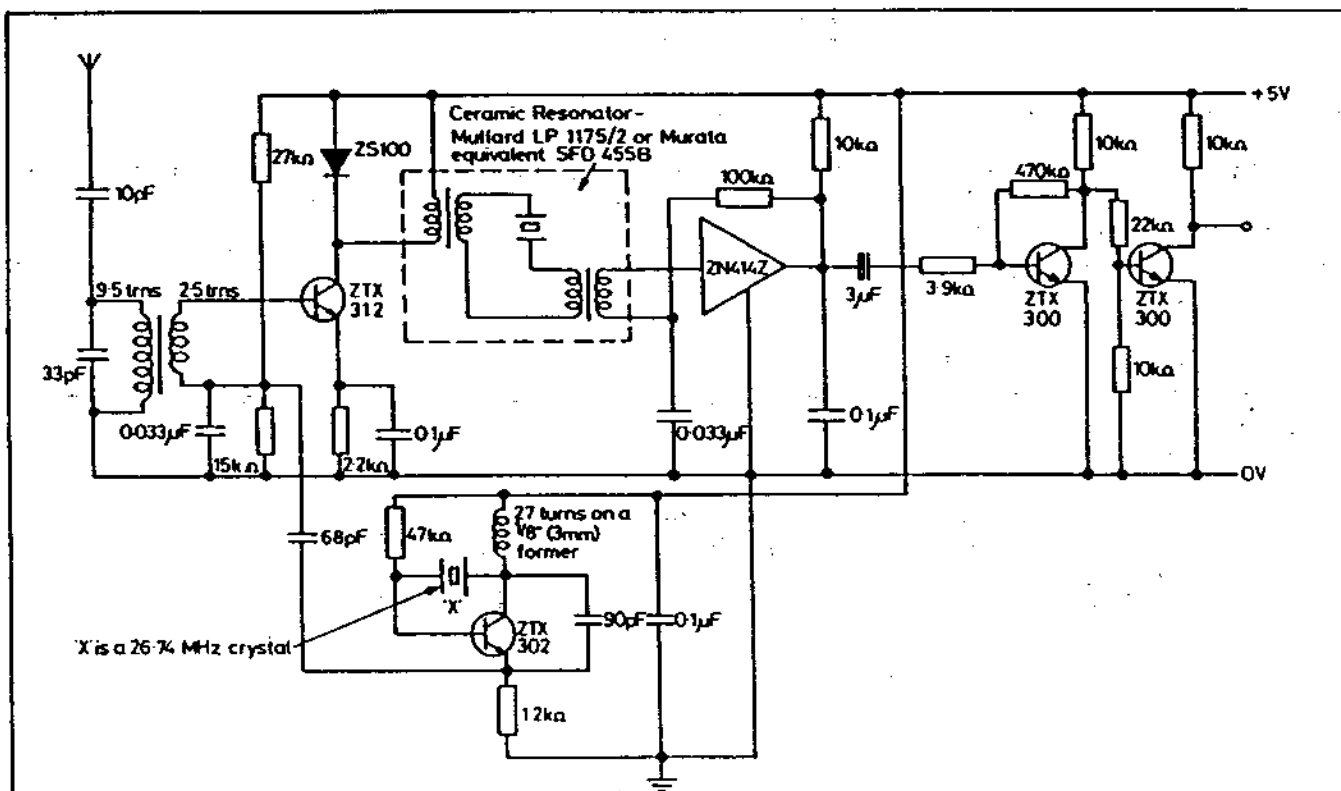 +5V
Ceramic Resonator-
Mullard LP 1175/2 or Murata
equivalent SFD 455B
ZS100
27kΩ
10kΩ
10kΩ
10kΩ
10pF
100kΩ
470kΩ
22kΩ
9·5 trns
2·5 trns
ZTX
312
ZN414Z
3µF
3·9kΩ
ZTX
300
ZTX
300
33pF
10kΩ
0·033µF
15kΩ
2·2kΩ
0·1µF
0·033µF
0·1µF
0V
68pF
47kΩ
27 turns on a
1/8" (3mm)
former
'X'
90pF
0·1µF
'X' is a 26·74 MHz crystal
ZTX
302
1·2kΩ